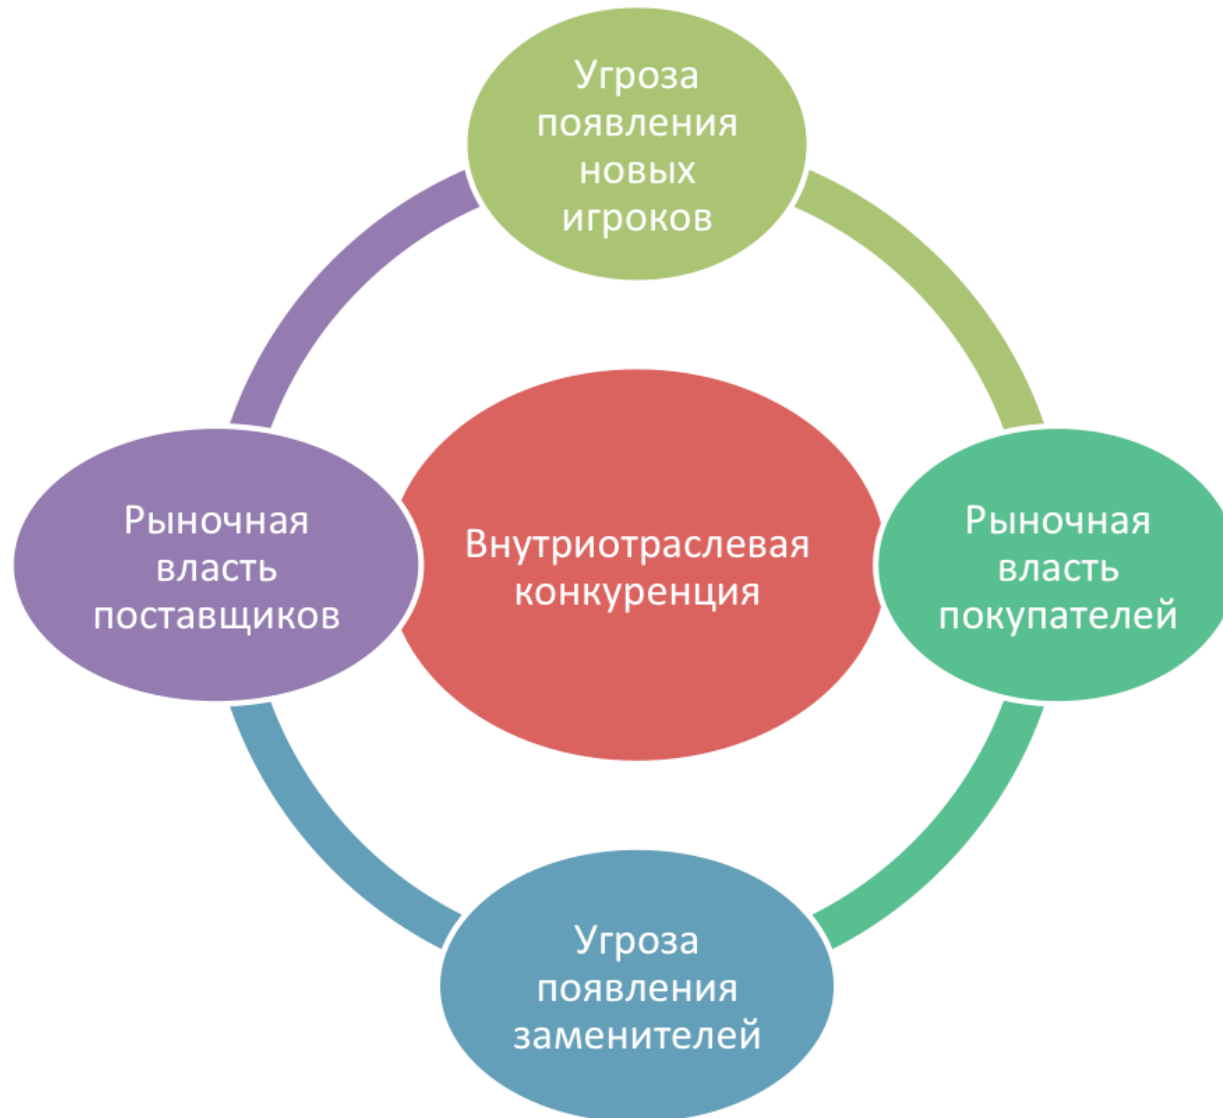 Угроза
появления
новых
игроков
Рыночная
власть
поставщиков
Внутриотраслевая
конкуренция
Рыночная
власть
покупателей
Угроза
появления
заменителей